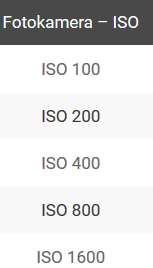 Fotokamera – ISO
ISO 100
ISO 200
ISO 400
ISO 800
ISO 1600